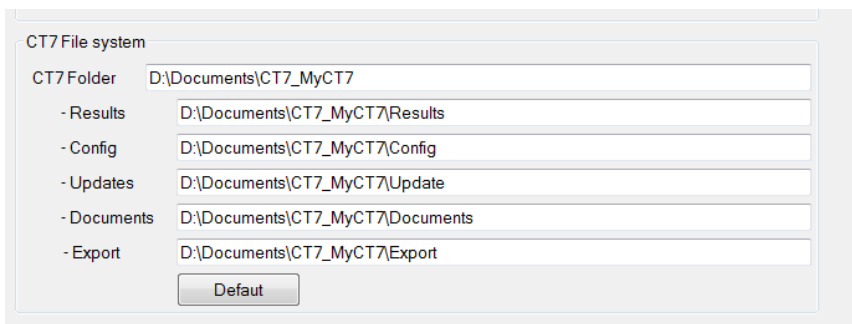 CT7 File system
CT7 Folder D:\Documents\CT7_MyCT7
- Results D:\Documents\CT7_MyCT7\Results
- Config D:\Documents\CT7_MyCT7\Config
- Updates D:\Documents\CT7_MyCT7\Update
- Documents D:\Documents\CT7_MyCT7\Documents
- Export D:\Documents\CT7_MyCT7\Export
Defaut